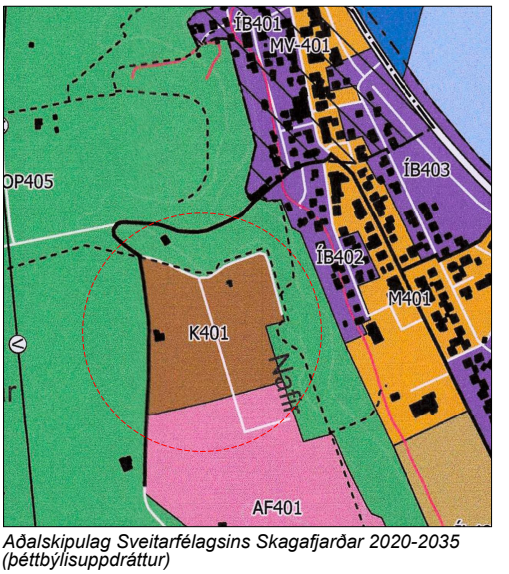 ÍB401
MV-401
OP405
ÍB403
ÍB402
M401
K401
Nafir
V
AF401
Aðalskipulag Sveitarfélagsins Skagafjarðar 2020-2035
(þéttbýlisuppdráttur)